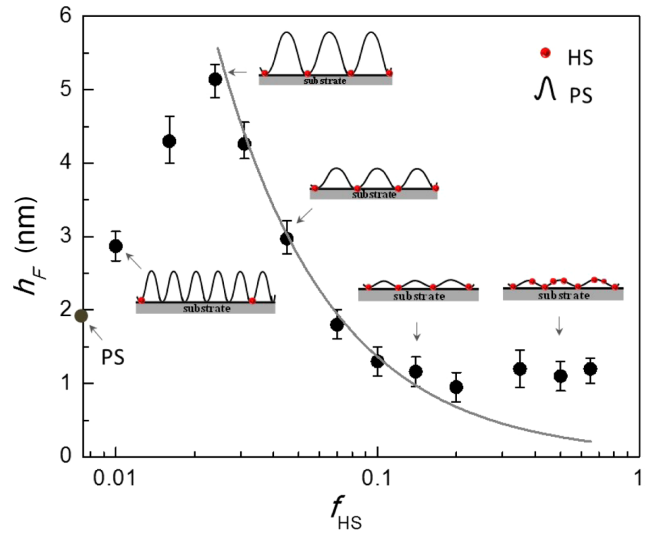 6
5
4
3
2
1
0
h_F (nm)
substrate
HS
PS
substrate
substrate
substrate
substrate
PS
0.01
0.1
1
f_HS